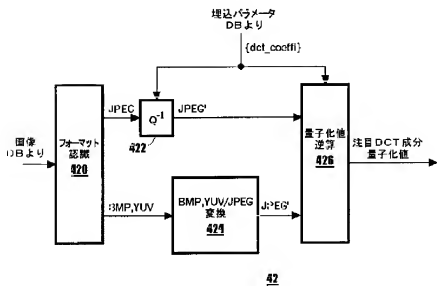 埋込パラメータ
DBより
{dct_coeffi}
JPEC
Q-1
JPEG'
422
画像
DBより
フォーマット
認識
420
量子化値
逆算
426
注目DCT成分
量子化値
BMP,YUV
BMP,YUV/JPEG
変換
424
JPEG'
42